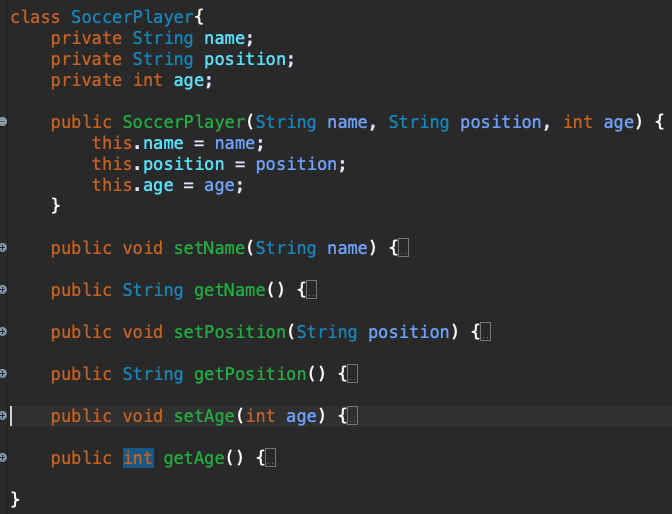 class SoccerPlayer{
private String name;
private String position;
private int age;
public SoccerPlayer(String name, String position, int age) {
this.name = name;
this.position = position;
this.age = age;
}
public void setName(String name) {..
public String getName() {..
public void setPosition(String position) {..
public String getPosition() {..
public void setAge(int age) {..
public int getAge() {..
}